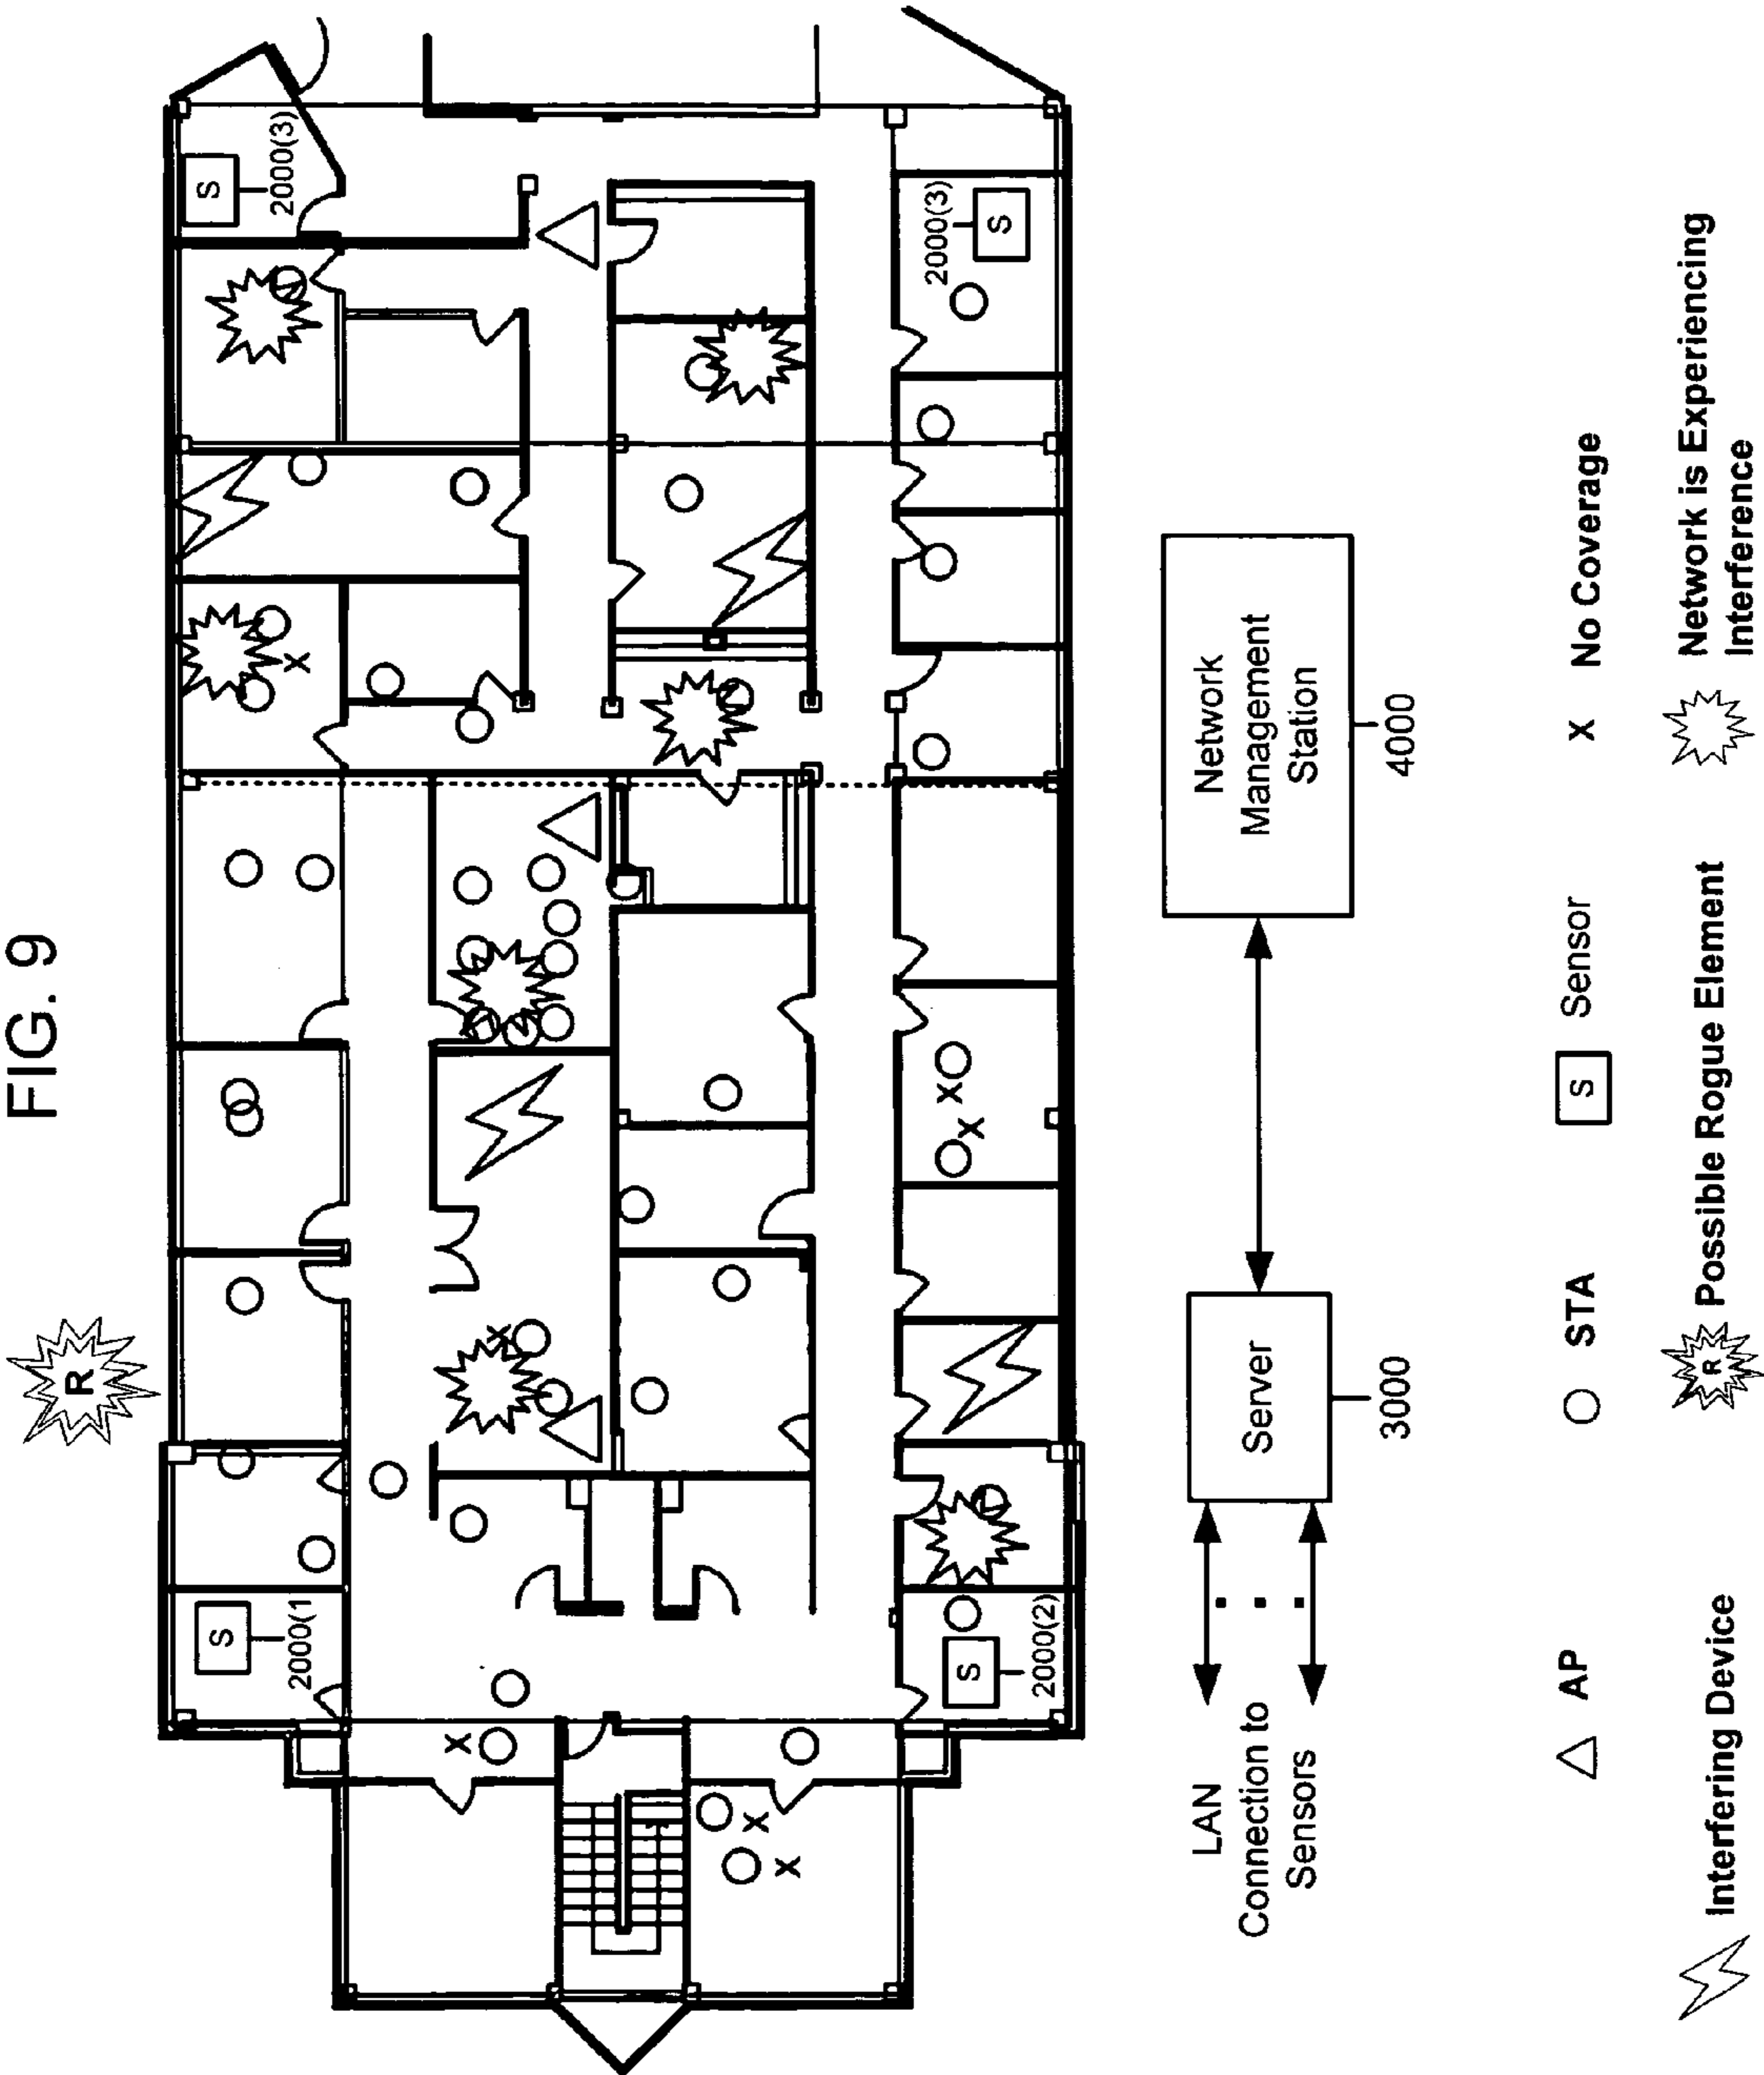 FIG. 9
R
S
2000(1
S
2000(2)
S
2000(3)
S
2000(3)
x
x
x
x
x
x
x
LAN
Connection to
Sensors
Server
3000
Network
Management
Station
4000
AP
STA
S
Sensor
x
No Coverage
Interfering Device
R
Possible Rogue Element
Network is Experiencing
Interference